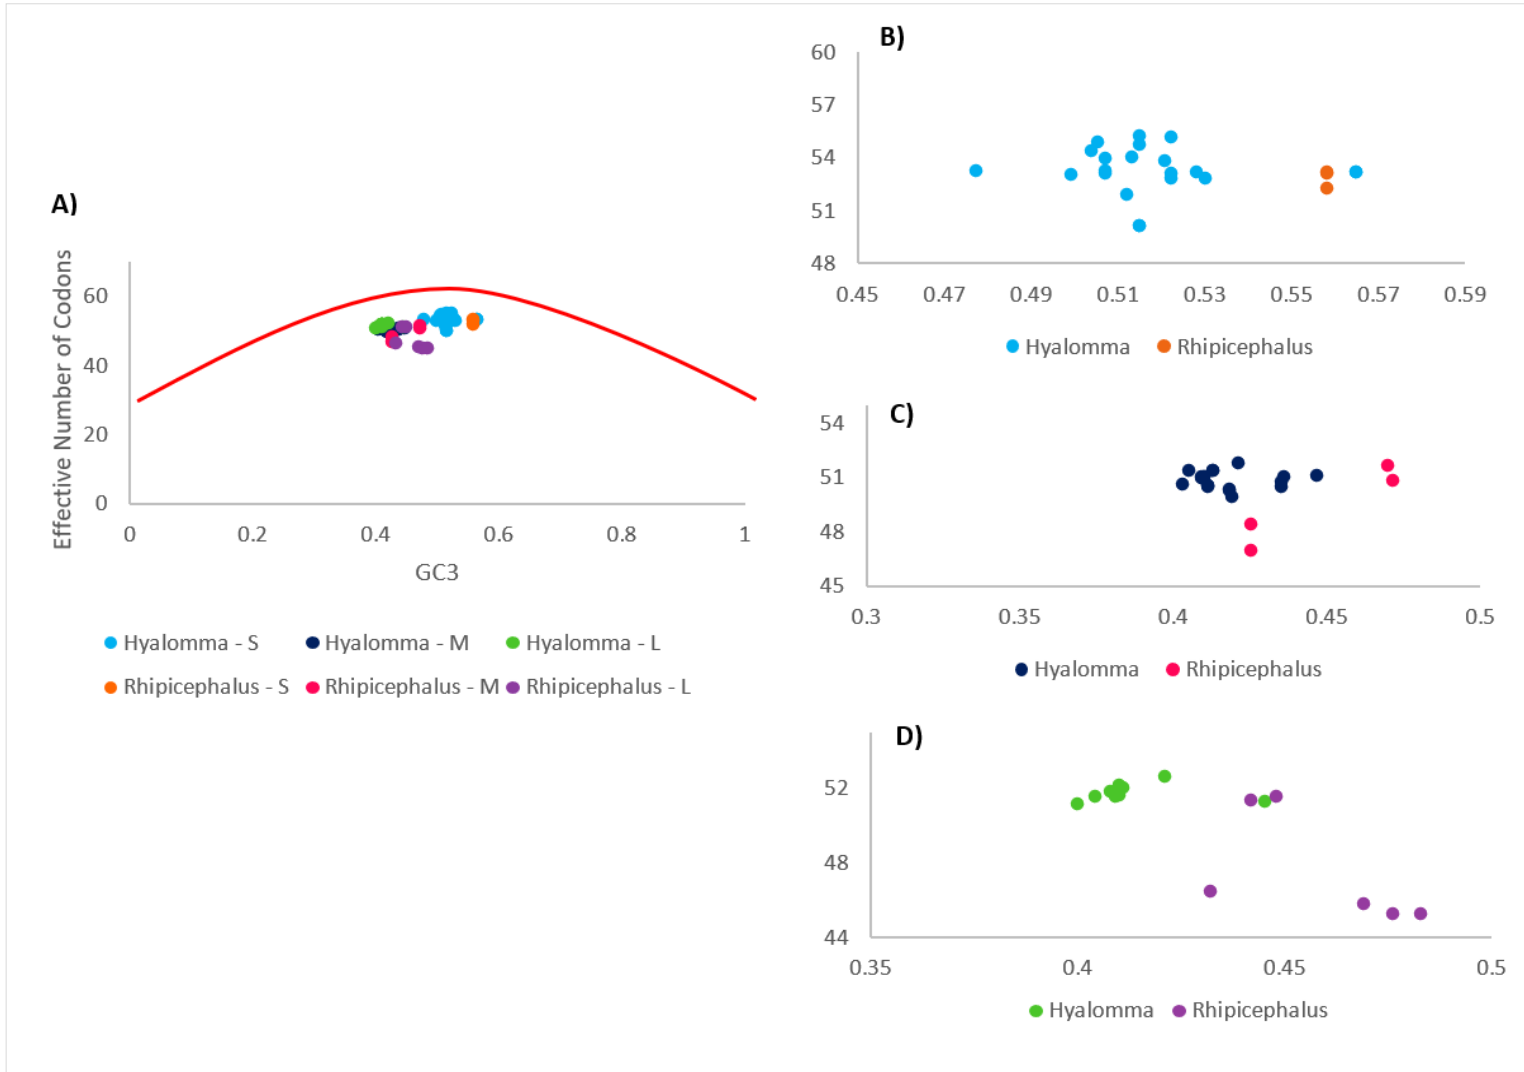 A)
Effective Number of Codons
60
40
20
0
0 0.2 0.4 0.6 0.8 1
GC3
Hyalomma - S Hyalomma - M Hyalomma - L
Rhipicephalus - S Rhipicephalus - M Rhipicephalus - L
B)
60
57
54
51
48
0.45 0.47 0.49 0.51 0.53 0.55 0.57 0.59
Hyalomma Rhipicephalus
C)
54
51
48
45
0.3 0.35 0.4 0.45 0.5
Hyalomma Rhipicephalus
D)
52
48
44
0.35 0.4 0.45 0.5
Hyalomma Rhipicephalus